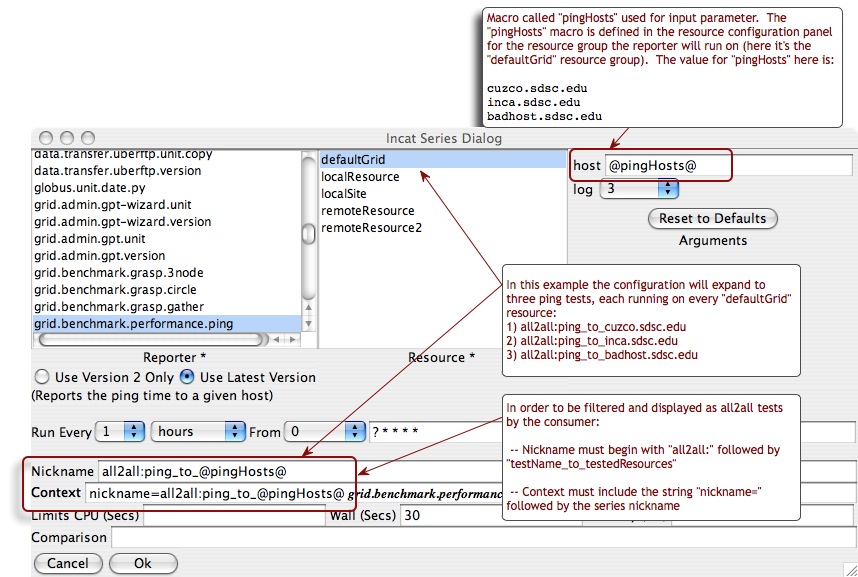 Macro called "pingHosts" used for input parameter. The
"pingHosts" macro is defined in the resource configuration panel
for the resource group the reporter will run on (here it's the
"defaultGrid" resource group). The value for "pingHosts" here is:
cuzco.sdsc.edu
inca.sdsc.edu
badhost.sdsc.edu
Incat Series Dialog
data.transfer.uberftp.unit.copy
data.transfer.uberftp.version
globus.unit.date.py
grid.admin.gpt-wizard.unit
grid.admin.gpt-wizard.version
grid.admin.gpt.unit
grid.admin.gpt.version
grid.benchmark.grasp.3node
grid.benchmark.grasp.circle
grid.benchmark.grasp.gather
grid.benchmark.performance.ping
Reporter *
defaultGrid
localResource
localSite
remoteResource
remoteResource2
Resource *
host @pingHosts@
log 3
Reset to Defaults
Arguments
In this example the configuration will expand to
three ping tests, each running on every "defaultGrid"
resource:
1) all2all:ping_to_cuzco.sdsc.edu
2) all2all:ping_to_inca.sdsc.edu
3) all2all:ping_to_badhost.sdsc.edu
Use Version 2 Only Use Latest Version
(Reports the ping time to a given host)
Run Every 1 hours From 0 ? * * * *
In order to be filtered and displayed as all2all tests
by the consumer:
-- Nickname must begin with "all2all:" followed by
"testName_to_testedResources"
-- Context must include the string "nickname="
followed by the series nickname
Nickname all2all:ping_to_@pingHosts@
Context nickname=all2all:ping_to_@pingHosts@ grid.benchmark.performanc
Limits CPU (Secs) Wall (Secs) 30
Comparison
Cancel Ok